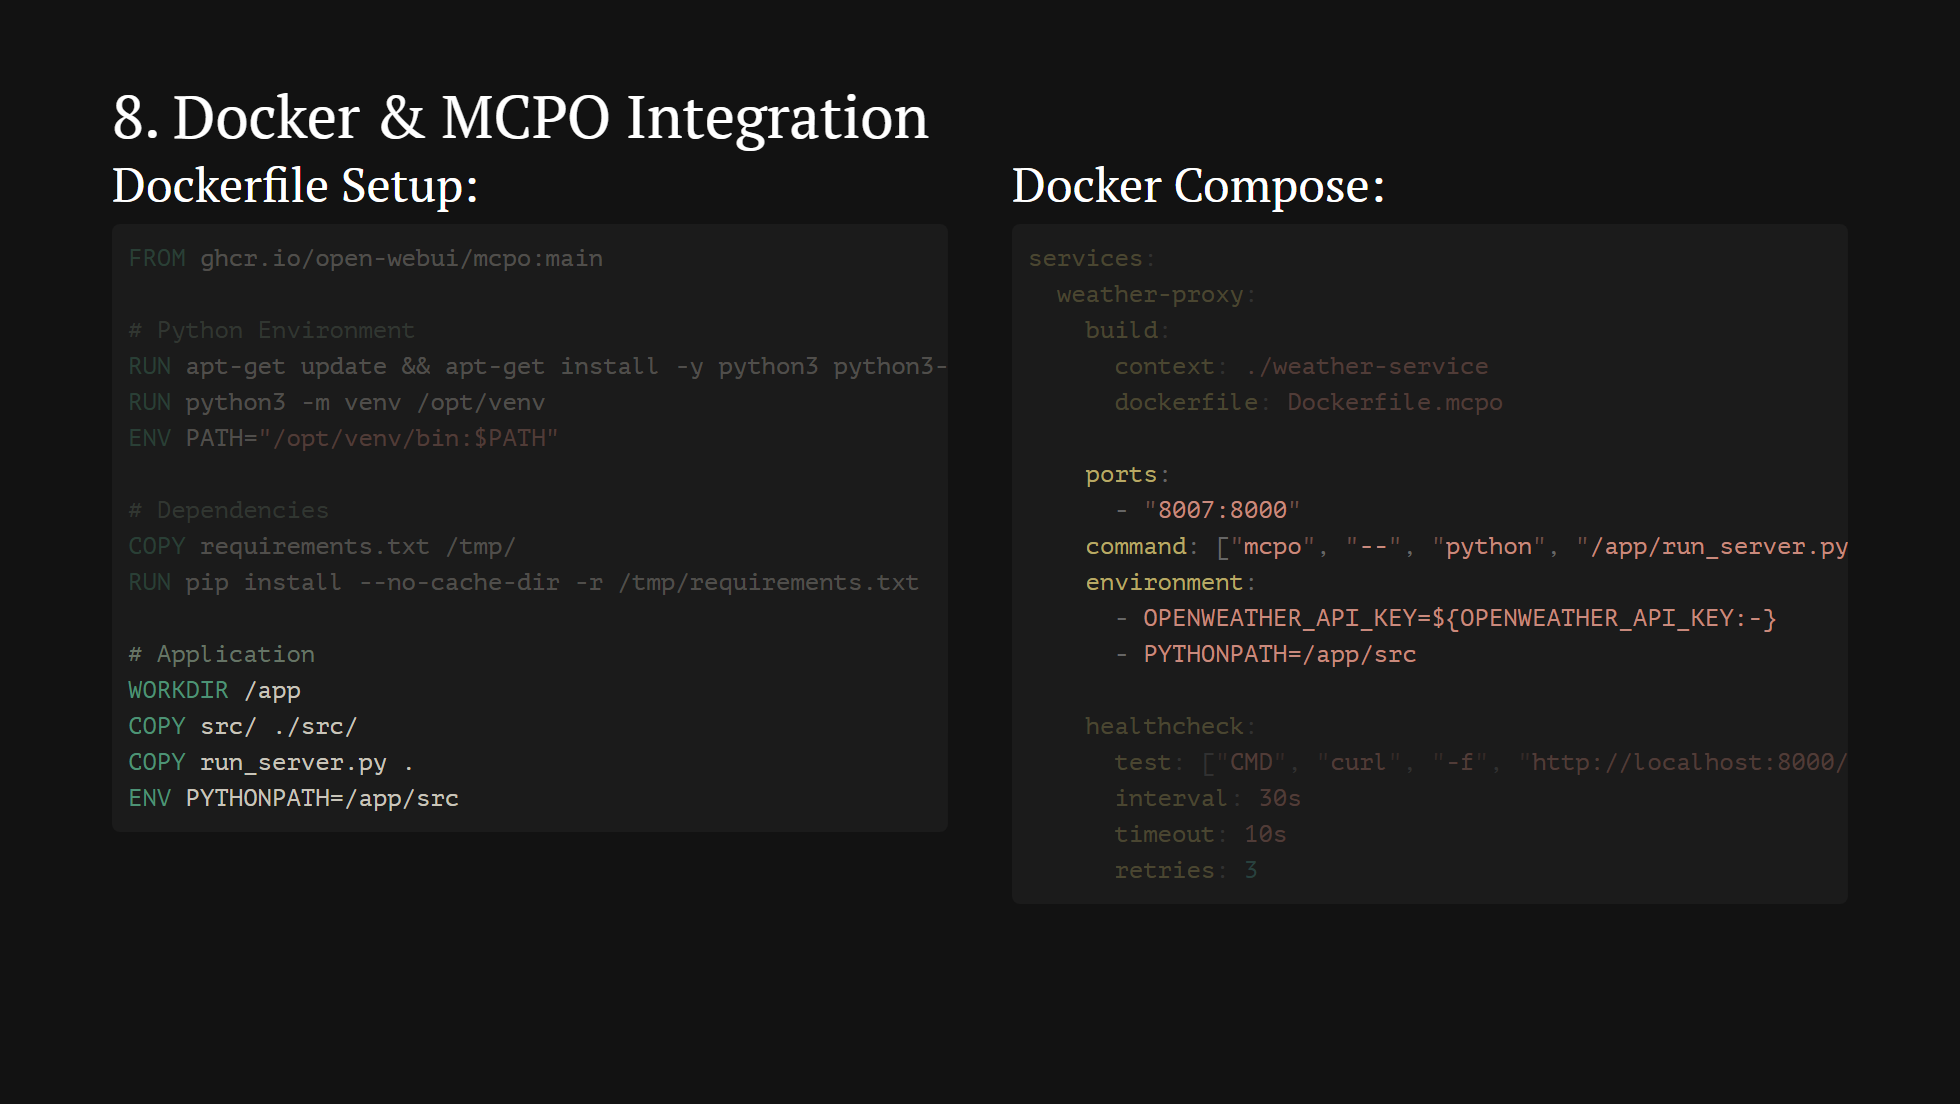 8. Docker & MCPO Integration
Dockerfile Setup:
FROM ghcr.io/open-webui/mcpo:main
# Python Environment
RUN apt-get update && apt-get install -y python3 python3-
RUN python3 -m venv /opt/venv
ENV PATH="/opt/venv/bin:$PATH"
# Dependencies
COPY requirements.txt /tmp/
RUN pip install --no-cache-dir -r /tmp/requirements.txt
# Application
WORKDIR /app
COPY src/ ./src/
COPY run_server.py .
ENV PYTHONPATH=/app/src
Docker Compose:
services:
  weather-proxy:
    build:
      context: ./weather-service
      dockerfile: Dockerfile.mcpo
    ports:
      - "8007:8000"
    command: ["mcpo", "--", "python", "/app/run_server.py
    environment:
      - OPENWEATHER_API_KEY=${OPENWEATHER_API_KEY:-}
      - PYTHONPATH=/app/src
    healthcheck:
      test: ["CMD", "curl", "-f", "http://localhost:8000/
      interval: 30s
      timeout: 10s
      retries: 3